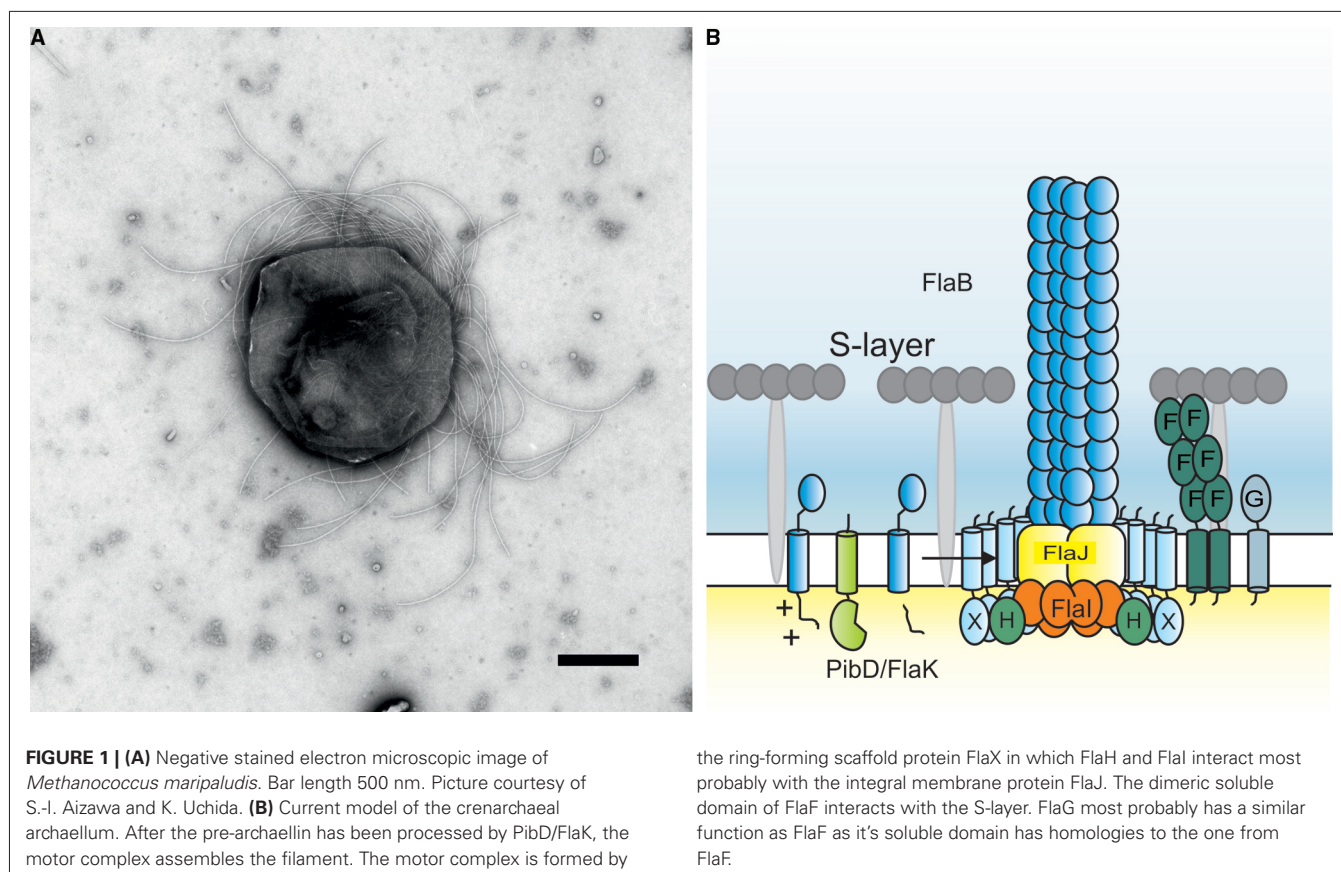 A
B
FlaB
S-layer
F F
F F
F F
G
FlaJ
X H FlaI H X
+
+
PibD/FlaK
FIGURE 1 | (A) Negative stained electron microscopic image of
Methanococcus maripaludis. Bar length 500 nm. Picture courtesy of
S.-I. Aizawa and K. Uchida. (B) Current model of the crenarchaeal
archaellum. After the pre-archaellin has been processed by PibD/FlaK, the
motor complex assembles the filament. The motor complex is formed by
the ring-forming scaffold protein FlaX in which FlaH and FlaI interact most
probably with the integral membrane protein FlaJ. The dimeric soluble
domain of FlaF interacts with the S-layer. FlaG most probably has a similar
function as FlaF as it's soluble domain has homologies to the one from
FlaF.